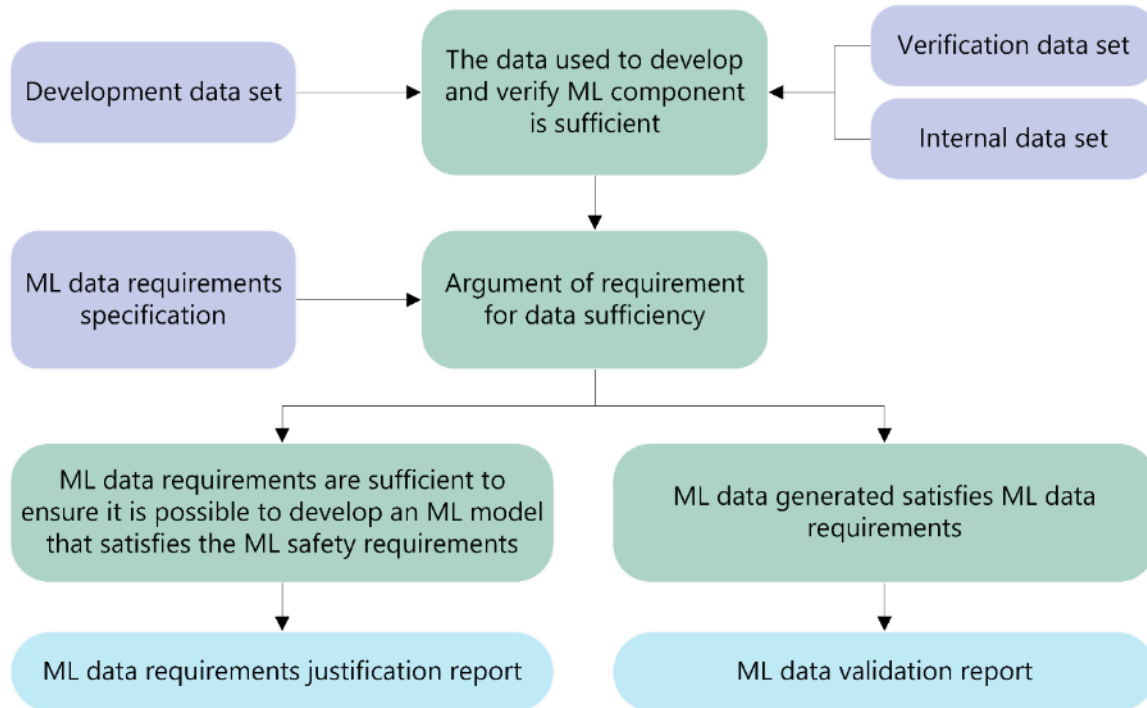 Development data set
The data used to develop
and verify ML component
is sufficient
Verification data set
Internal data set
ML data requirements
specification
Argument of requirement
for data sufficiency
ML data requirements are sufficient to
ensure it is possible to develop an ML model
that satisfies the ML safety requirements
ML data generated satisfies ML data
requirements
ML data requirements justification report
ML data validation report